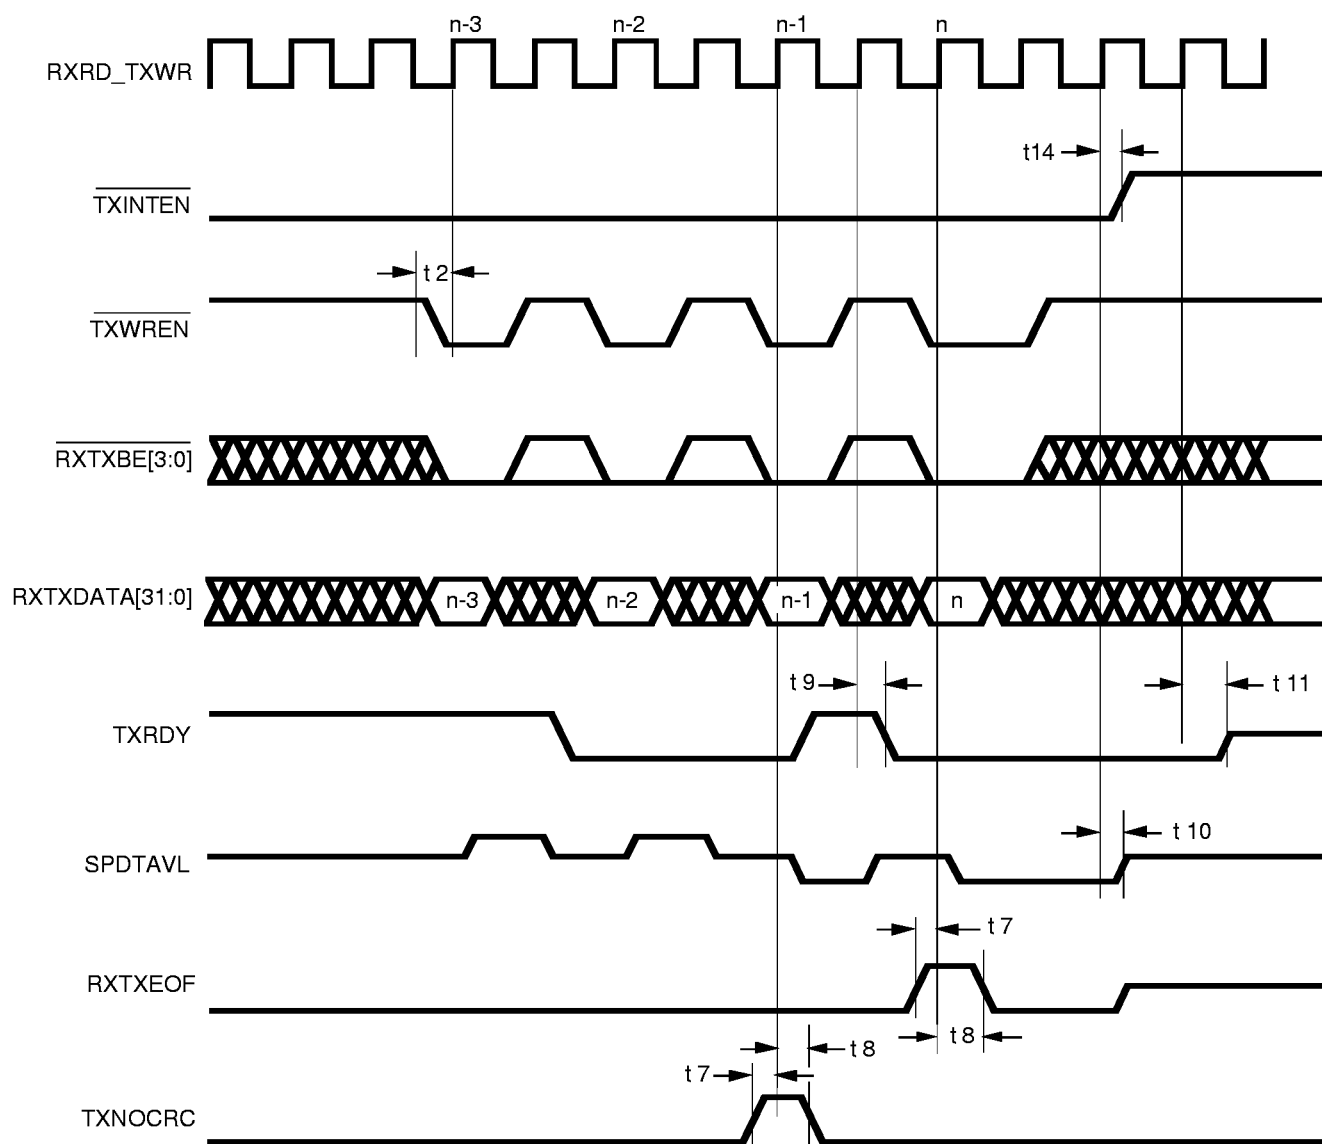 n-3 n-2 n-1 n
RXRD_TXWR
t14
TXINTEN
t 2
TXWREN
RXTXBE[3:0]
RXTXDATA[31:0] n-3 n-2 n-1 n
t 9 t 11
TXRDY
t 10
SPDTAVL
t 7
RXTXEOF
t 8 t 8
t 7
TXNOCRC